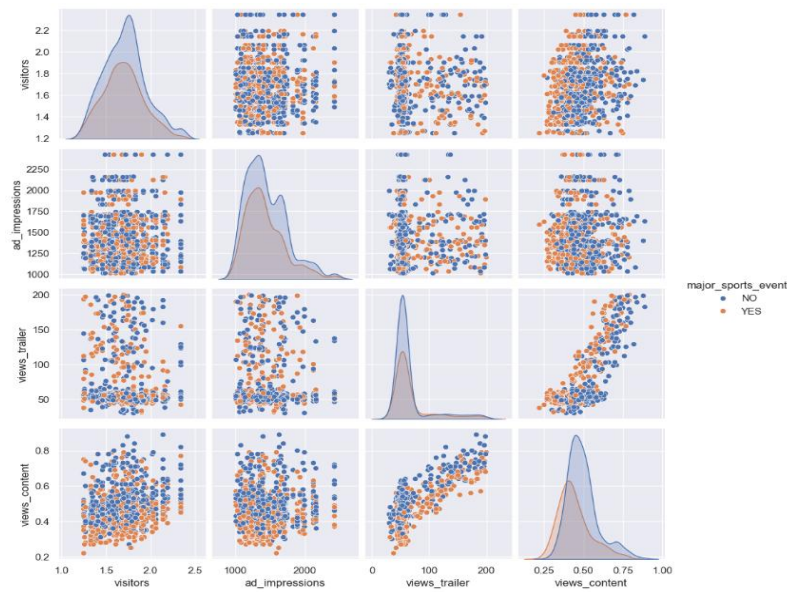 visitors
2.2
2.0
1.8
1.6
1.4
1.2
ad_impressions
2250
2000
1750
1500
1250
1000
major_sports_event
NO
YES
views_trailer
200
150
100
50
views_content
0.8
0.6
0.4
0.2
1.0 1.5 2.0 2.5
visitors
1000 2000
ad_impressions
0 100 200
views_trailer
0.25 0.50 0.75 1.00
views_content